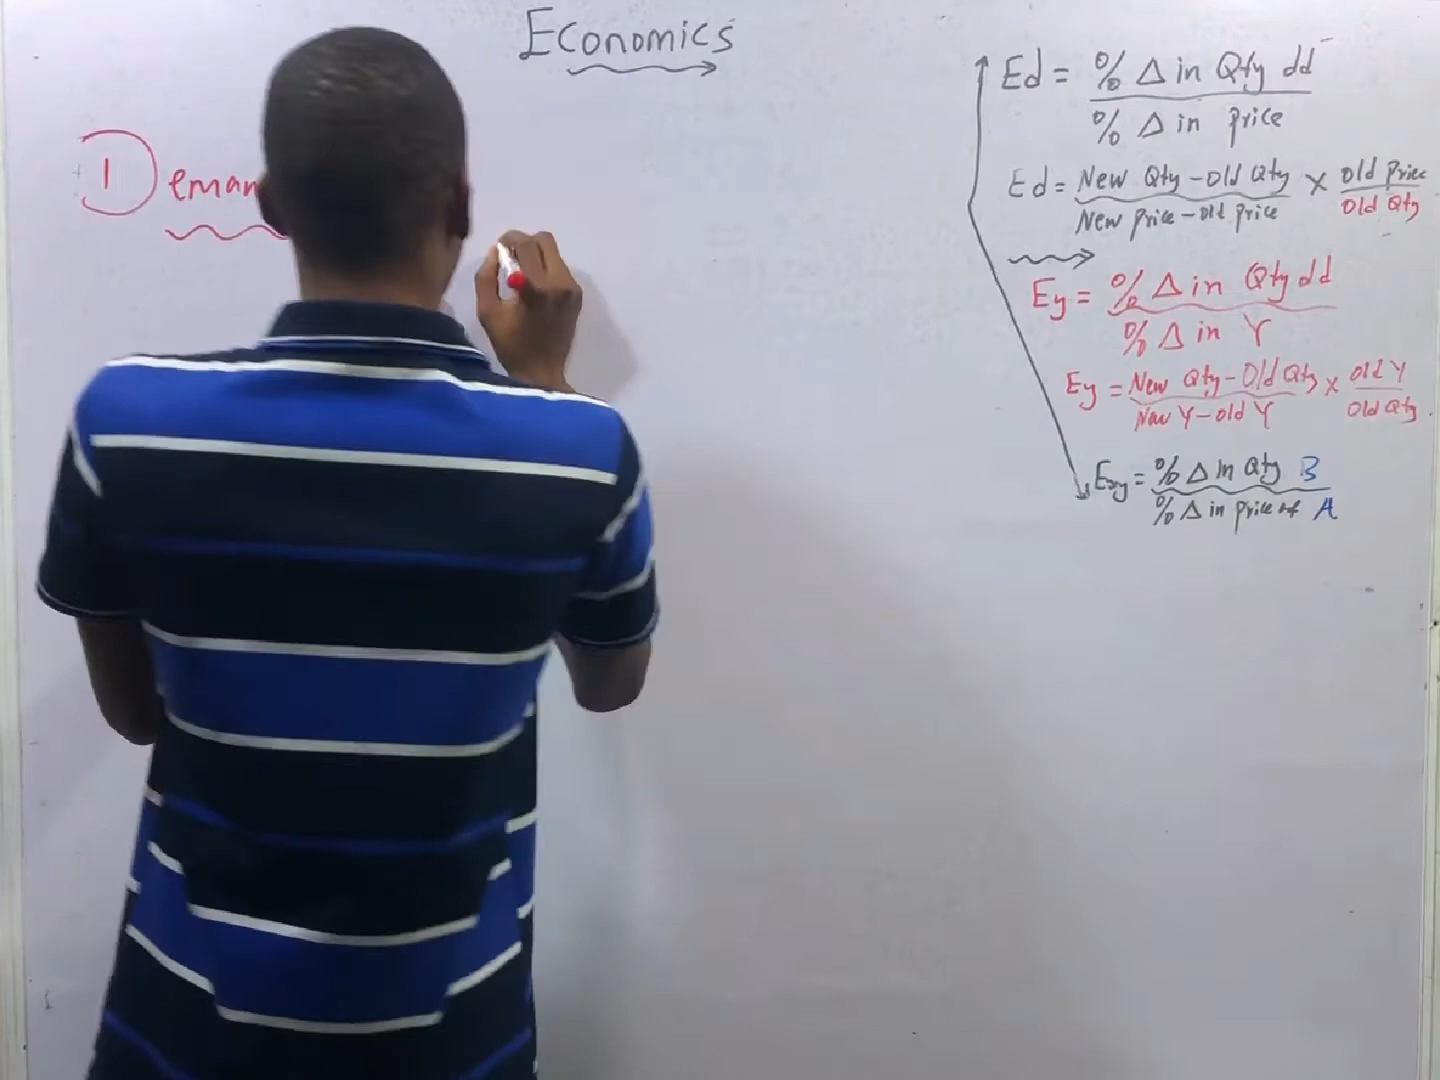 Economics
Deman
Ed = % Δ in Qty dd
% Δ in price
Ed = New Qty - Old Qty × Old Price
New price - old price Old Qty
Ey = % Δ in Qty dd
% Δ in Y
Ey = New Qty - Old Qty × Old Y
New Y - old Y Old Qty
Exy = % Δ in Qty B
% Δ in price of A